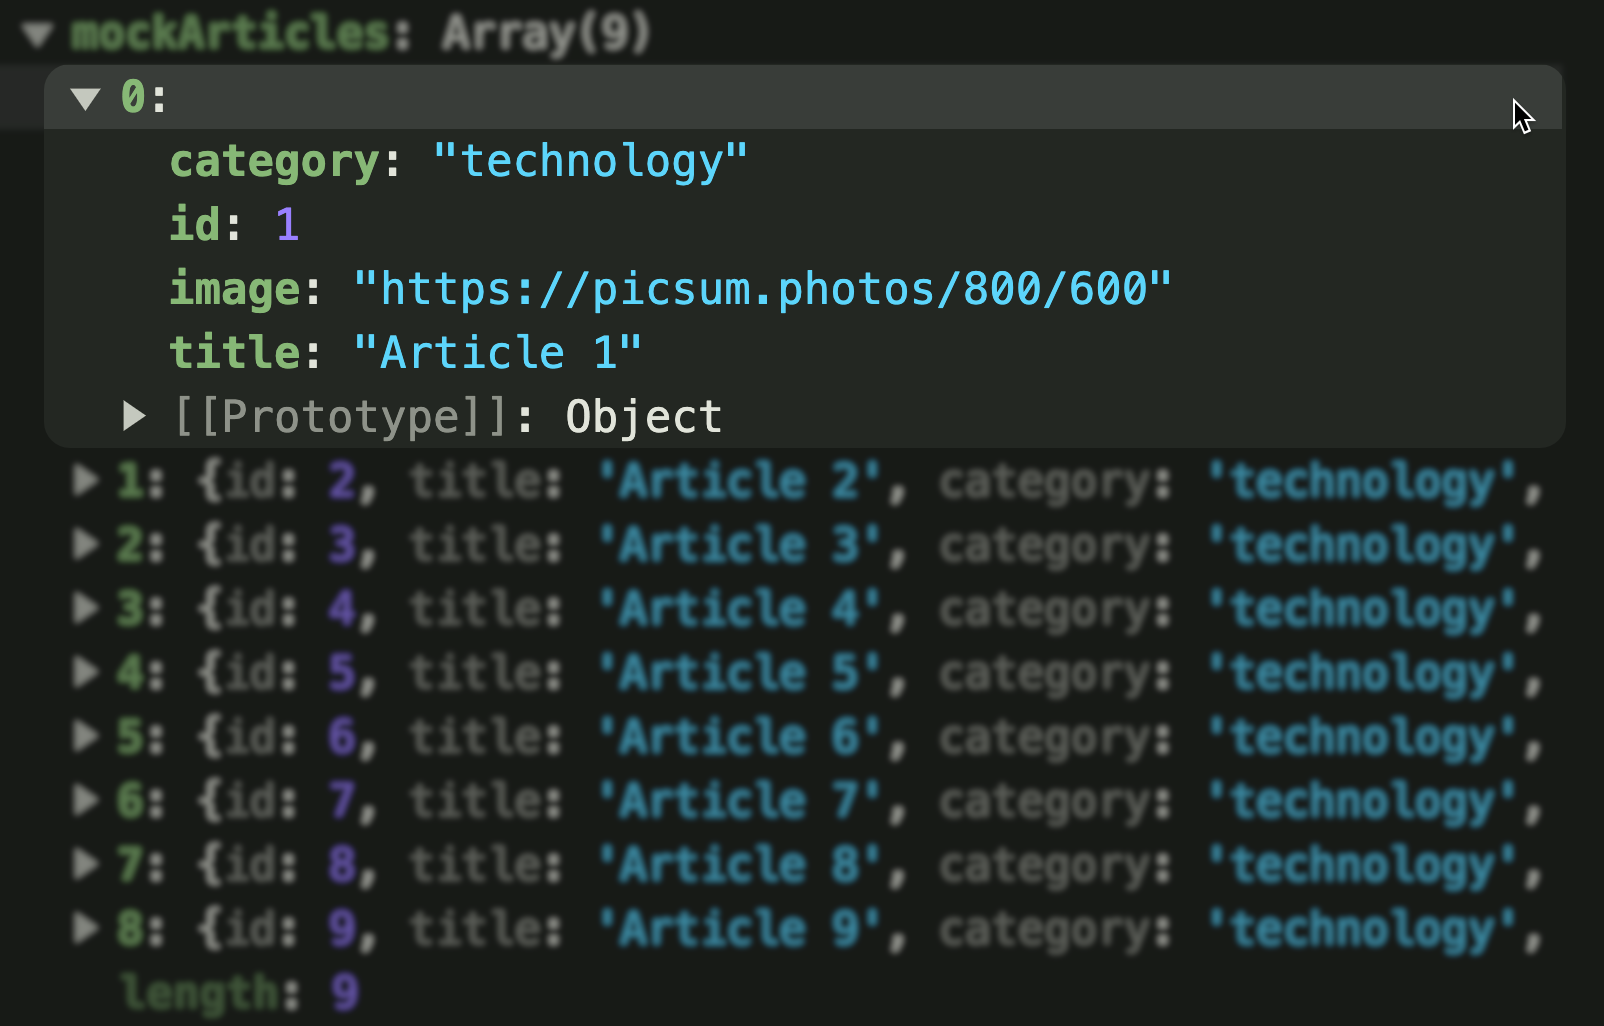 mockArticles: Array(9)
0:
category: "technology"
id: 1
image: "https://picsum.photos/800/600"
title: "Article 1"
[[Prototype]]: Object
1: {id: 2, title: 'Article 2', category: 'technology',
2: {id: 3, title: 'Article 3', category: 'technology',
3: {id: 4, title: 'Article 4', category: 'technology',
4: {id: 5, title: 'Article 5', category: 'technology',
5: {id: 6, title: 'Article 6', category: 'technology',
6: {id: 7, title: 'Article 7', category: 'technology',
7: {id: 8, title: 'Article 8', category: 'technology',
8: {id: 9, title: 'Article 9', category: 'technology',
length: 9